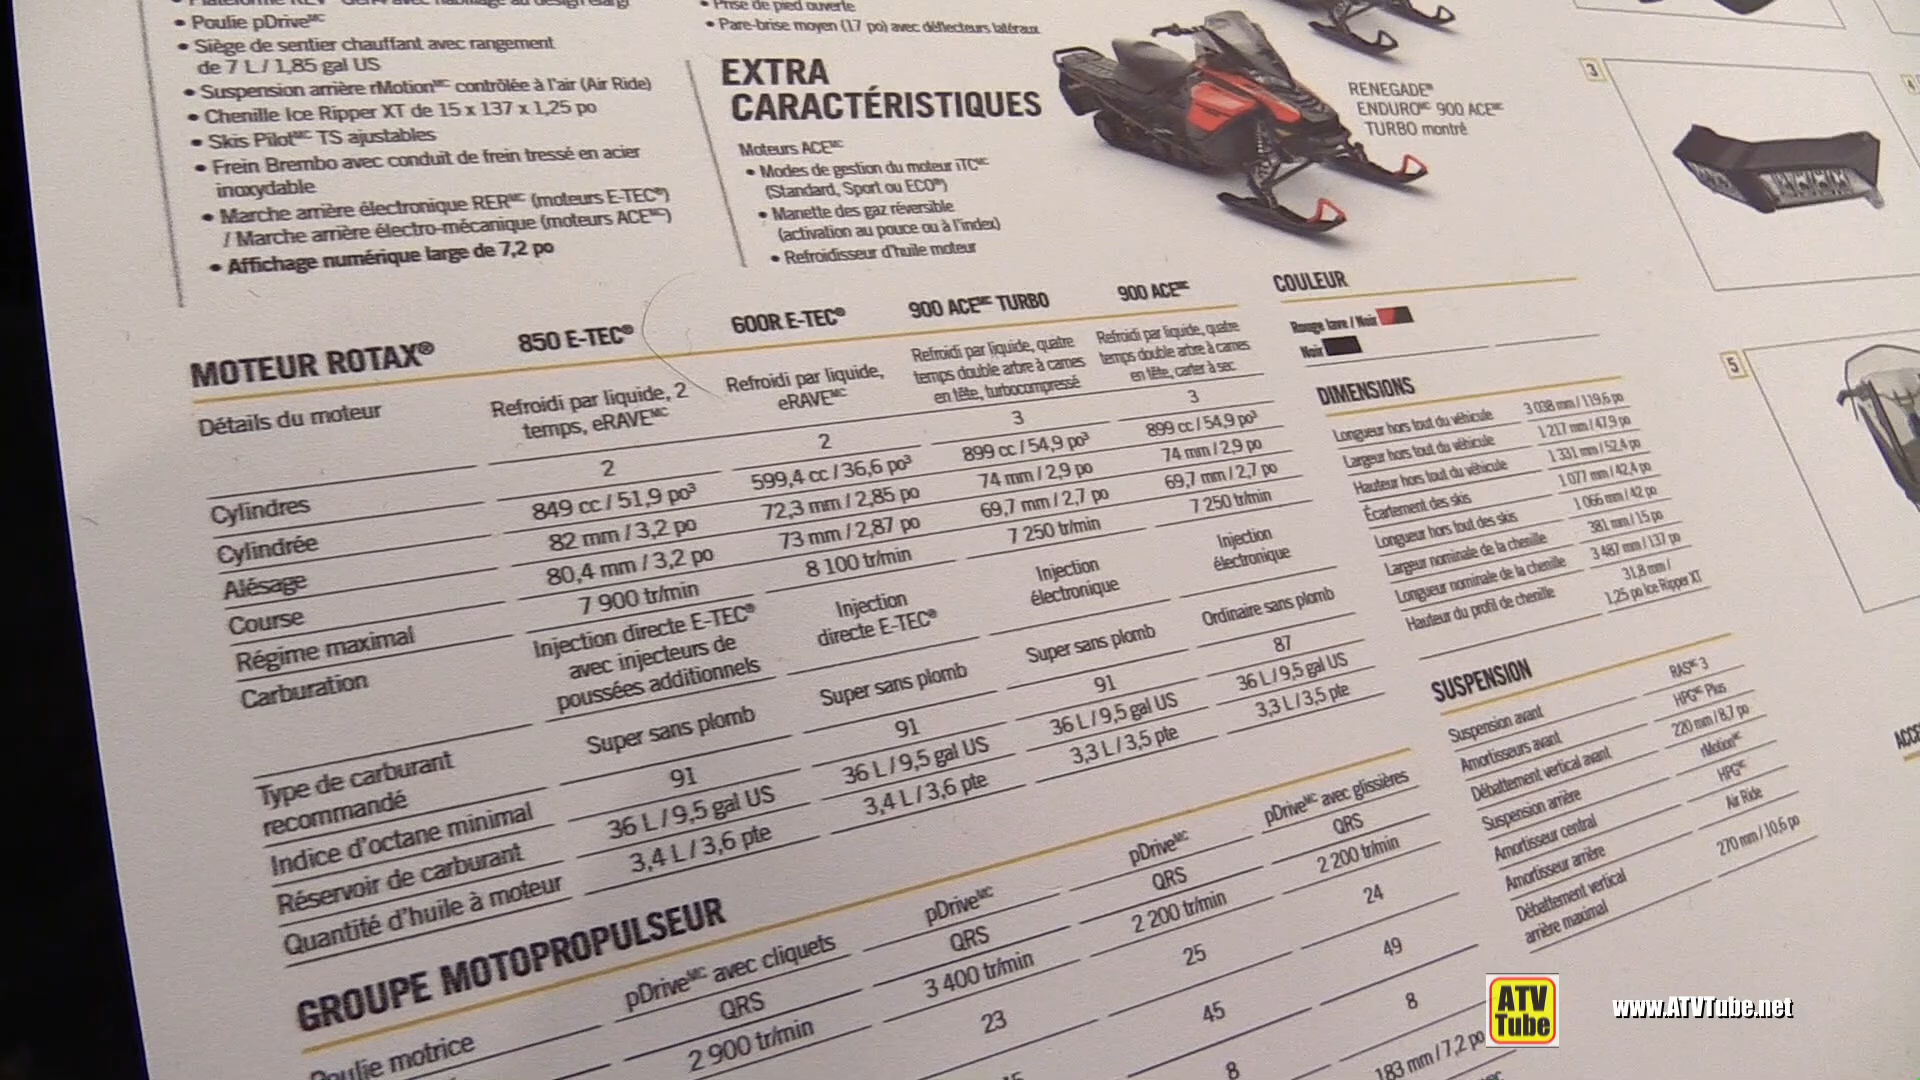 • Poulie pDriveMC
• Siège de sentier chauffant avec rangement
de 7 L / 1,85 gal US
• Suspension arrière rMotionMC contrôlée à l'air (Air Ride)
• Chenille Ice Ripper XT de 15 x 137 x 1,25 po
• Skis PilotMC TS ajustables
• Frein Brembo avec conduit de frein tressé en acier
inoxydable
• Marche arrière électronique RERMC (moteurs E-TEC®)
/ Marche arrière électro-mécanique (moteurs ACEMC)
• Affichage numérique large de 7,2 po
• Prise de pied ouverte
• Pare-brise moyen (17 po) avec déflecteurs latéraux
EXTRA
CARACTÉRISTIQUES
Moteurs ACEMC
• Modes de gestion du moteur iTCMC
(Standard, Sport ou ECO®)
• Manette des gaz réversible
(activation au pouce ou à l'index)
• Refroidisseur d'huile moteur
RENEGADE®
ENDUROMC 900 ACEMC
TURBO montré
3
5
MOTEUR ROTAX® 850 E-TEC® 600R E-TEC® 900 ACEMC TURBO 900 ACEMC
Détails du moteur
Refroidi par liquide, 2
temps, eRAVEMC
Refroidi par liquide,
eRAVEMC
Refroidi par liquide, quatre
temps double arbre à cames
en tête, turbocompressé
Refroidi par liquide, quatre
temps double arbre à cames
en tête, carter à sec
Cylindres 2 2 3 3
Cylindrée 849 cc / 51,9 po³ 599,4 cc / 36,6 po³ 899 cc / 54,9 po³ 899 cc / 54,9 po³
Alésage 82 mm / 3,2 po 72,3 mm / 2,85 po 74 mm / 2,9 po 74 mm / 2,9 po
Course 80,4 mm / 3,2 po 73 mm / 2,87 po 69,7 mm / 2,7 po 69,7 mm / 2,7 po
Régime maximal 7 900 tr/min 8 100 tr/min 7 250 tr/min 7 250 tr/min
Carburation
Injection directe E-TEC®
avec injecteurs de
poussées additionnels
Injection
directe E-TEC®
Injection
électronique
Injection
électronique
Type de carburant
recommandé
Super sans plomb Super sans plomb Super sans plomb Ordinaire sans plomb
Indice d'octane minimal 91 91 91 87
Réservoir de carburant 36 L / 9,5 gal US 36 L / 9,5 gal US 36 L / 9,5 gal US 36 L / 9,5 gal US
Quantité d'huile à moteur 3,4 L / 3,6 pte 3,4 L / 3,6 pte 3,3 L / 3,5 pte 3,3 L / 3,5 pte
GROUPE MOTOPROPULSEUR
Poulie motrice pDriveMC avec cliquets pDriveMC pDriveMC pDriveMC avec glissières
QRS QRS QRS QRS
2 900 tr/min 3 400 tr/min 2 200 tr/min 2 200 tr/min
23 25 24
45 49
8 8
183 mm / 7,2 po
COULEUR
Rouge lave / Noir
Noir
DIMENSIONS
Longueur hors tout du véhicule 3 038 mm / 119,6 po
Largeur hors tout du véhicule 1 217 mm / 47,9 po
Hauteur hors tout du véhicule 1 331 mm / 52,4 po
Écartement des skis 1 077 mm / 42,4 po
Longueur hors tout des skis 1 066 mm / 42 po
Largeur nominale de la chenille 381 mm / 15 po
Longueur nominale de la chenille 3 487 mm / 137 po
Hauteur du profil de chenille 31,8 mm /
1,25 po Ice Ripper XT
SUSPENSION
Suspension avant RASMC 3
Amortisseurs avant HPGMC Plus
Débattement vertical avant 220 mm / 8,7 po
Suspension arrière rMotionMC
Amortisseur central HPGMC
Amortisseur arrière Air Ride
Débattement vertical
arrière maximal 270 mm / 10,6 po
ATV
Tube
www.ATVTube.net